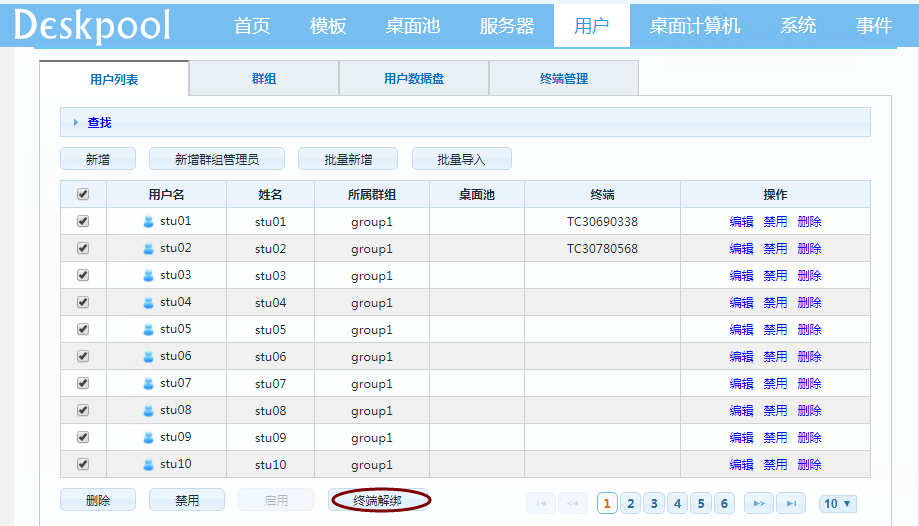 Deskpool 首页 模板 桌面池 服务器 用户 桌面计算机 系统 事件
用户列表 群组 用户数据盘 终端管理
查找
新增 新增群组管理员 批量新增 批量导入
用户名 姓名 所属群组 桌面池 终端 操作
stu01 stu01 group1 TC30690338 编辑 禁用 删除
stu02 stu02 group1 TC30780568 编辑 禁用 删除
stu03 stu03 group1 编辑 禁用 删除
stu04 stu04 group1 编辑 禁用 删除
stu05 stu05 group1 编辑 禁用 删除
stu06 stu06 group1 编辑 禁用 删除
stu07 stu07 group1 编辑 禁用 删除
stu08 stu08 group1 编辑 禁用 删除
stu09 stu09 group1 编辑 禁用 删除
stu10 stu10 group1 编辑 禁用 删除
删除 禁用 启用 终端解绑 1 2 3 4 5 6 10